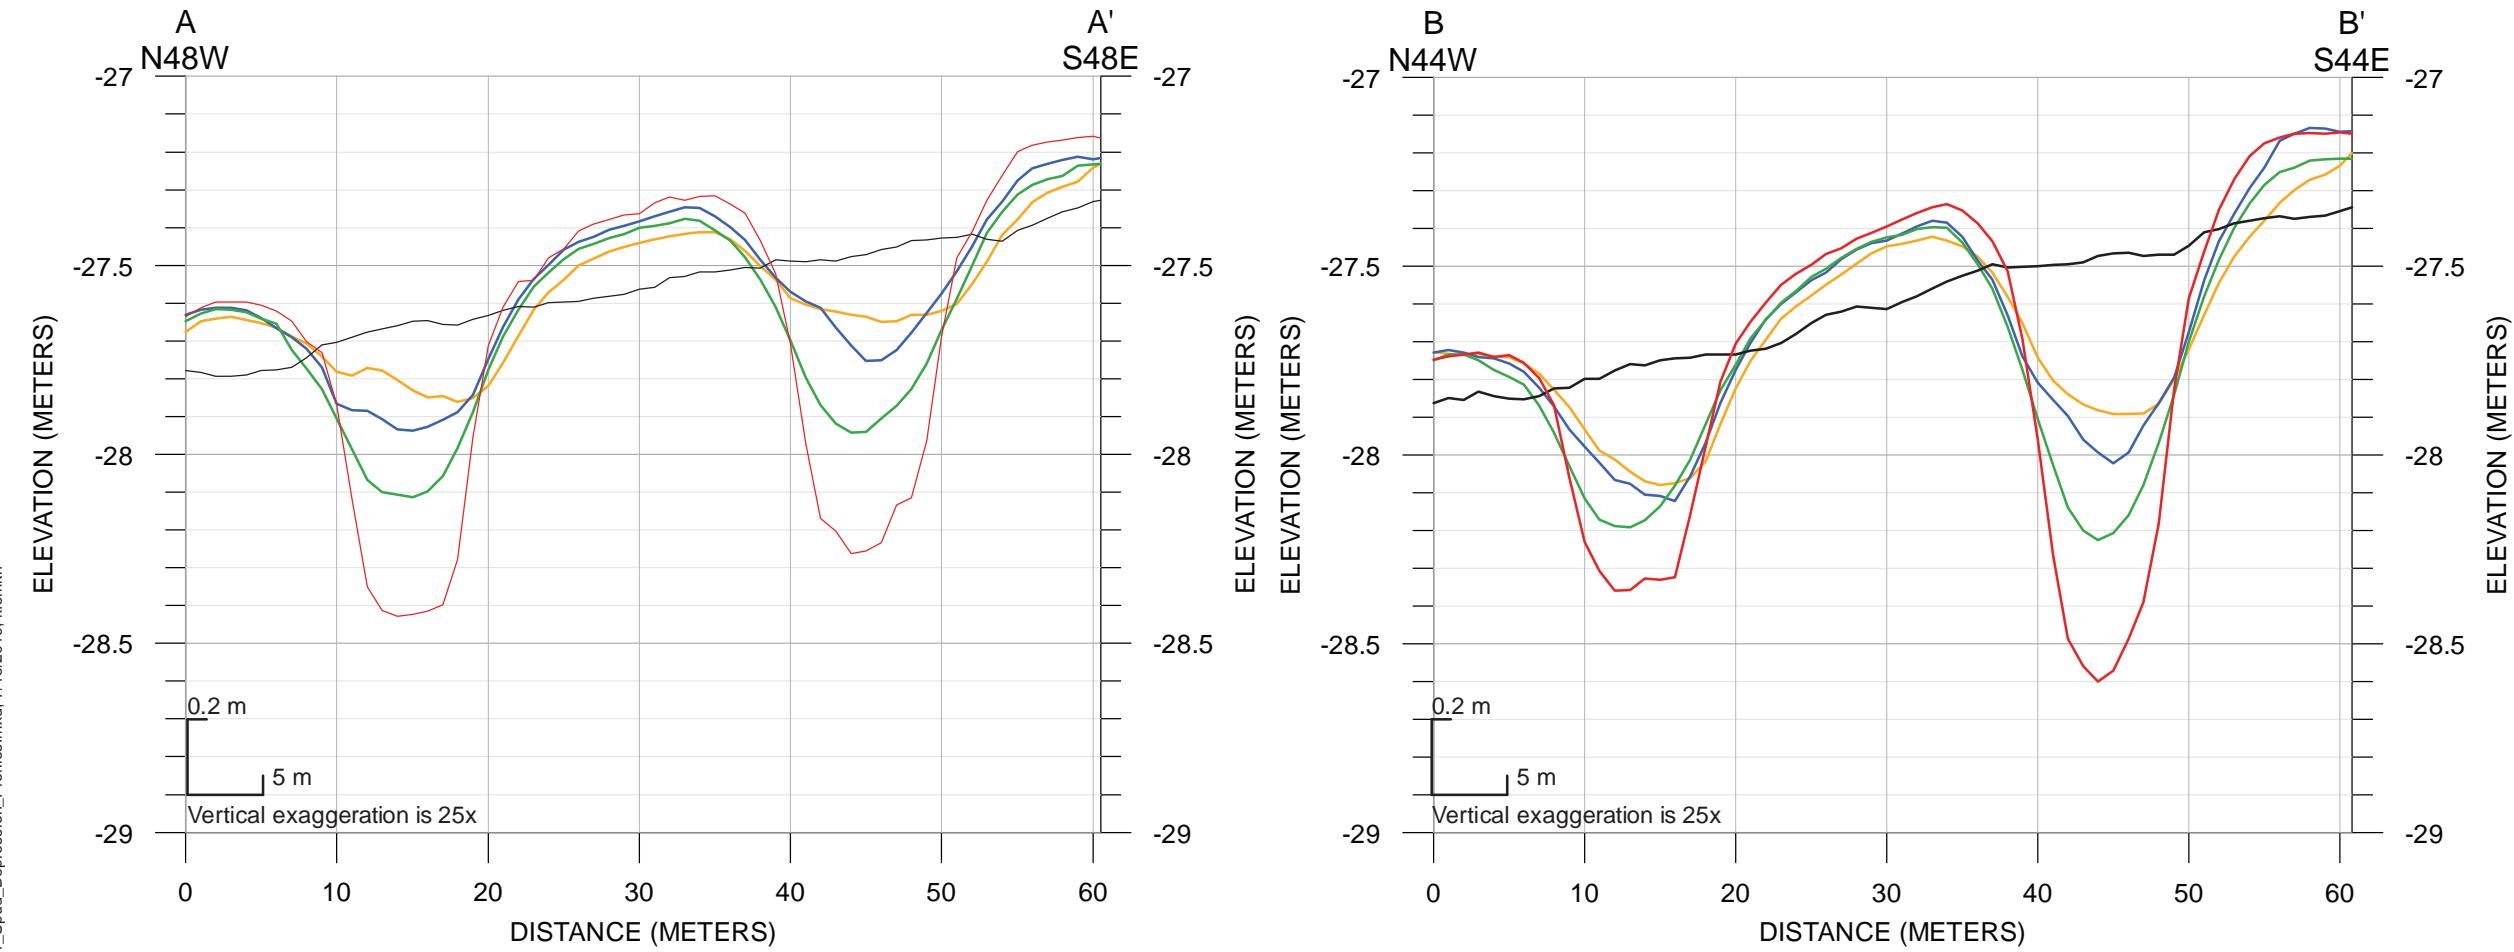 A
A'
N48W
S48E
-27
-27.5
-28
-28.5
-29
-27
-27.5
-28
-28.5
-29
ELEVATION (METERS)
ELEVATION (METERS)
0.2 m
5 m
Vertical exaggeration is 25x
0 10 20 30 40 50 60
DISTANCE (METERS)
B
B'
N44W
S44E
-27
-27.5
-28
-28.5
-29
-27
-27.5
-28
-28.5
-29
ELEVATION (METERS)
ELEVATION (METERS)
0.2 m
5 m
Vertical exaggeration is 25x
0 10 20 30 40 50 60
DISTANCE (METERS)